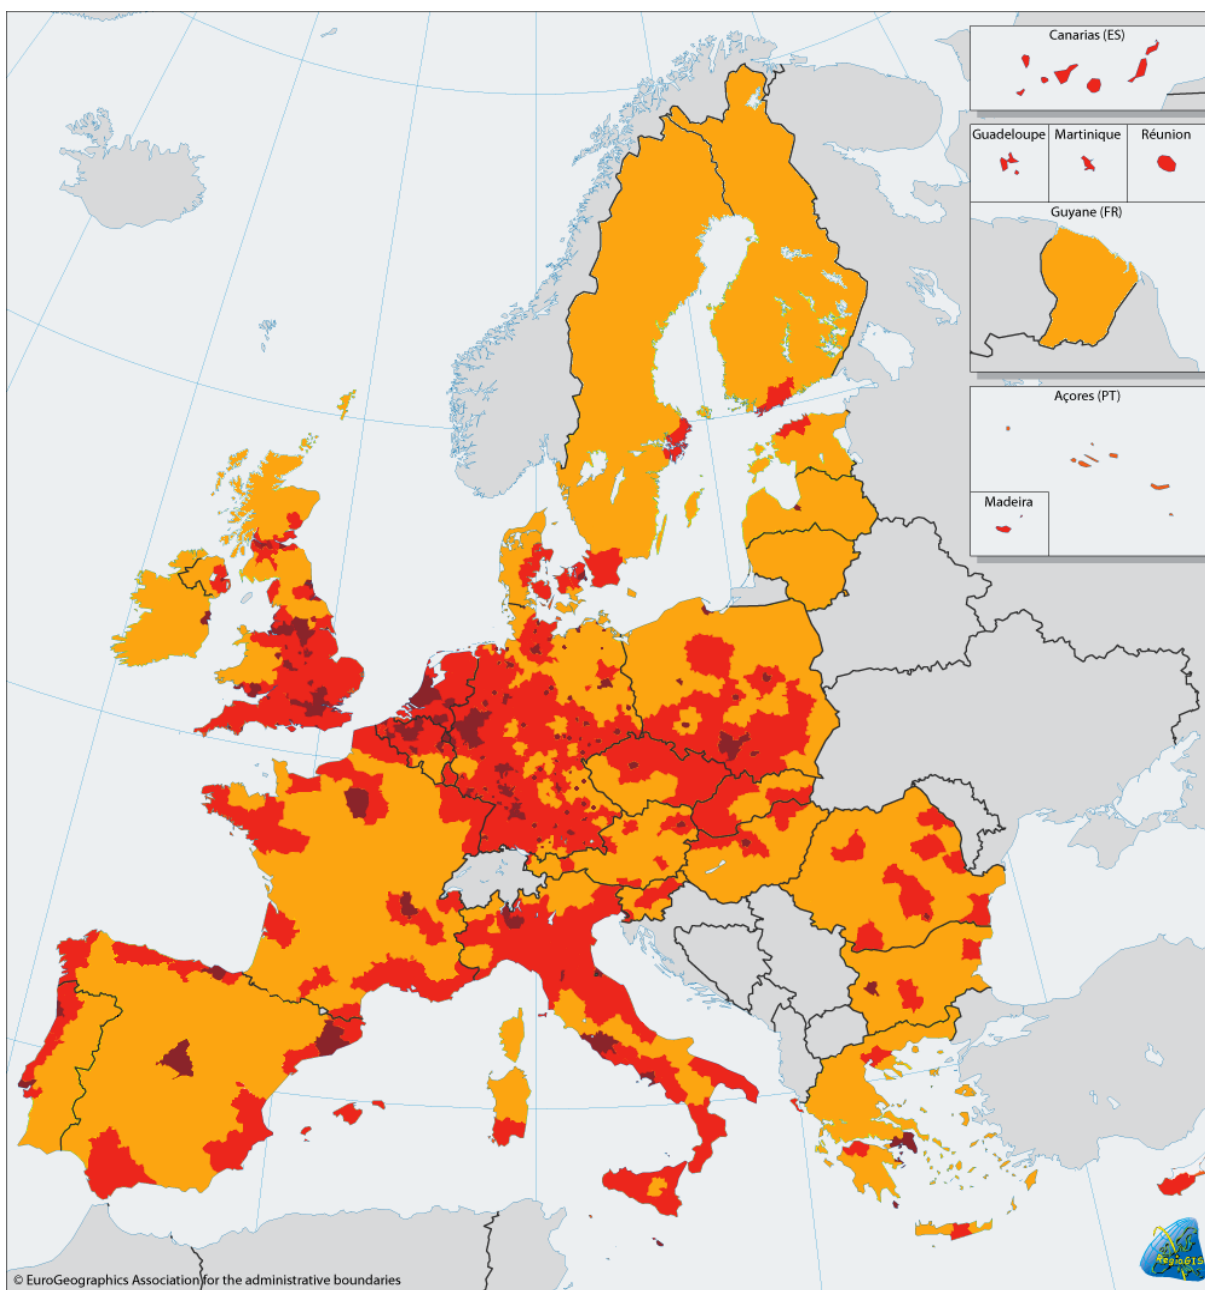 Canarias (ES)
Guadeloupe
Martinique
Réunion
Guyane (FR)
Açores (PT)
Madeira
RegioGIS
© EuroGeographics Association for the administrative boundaries